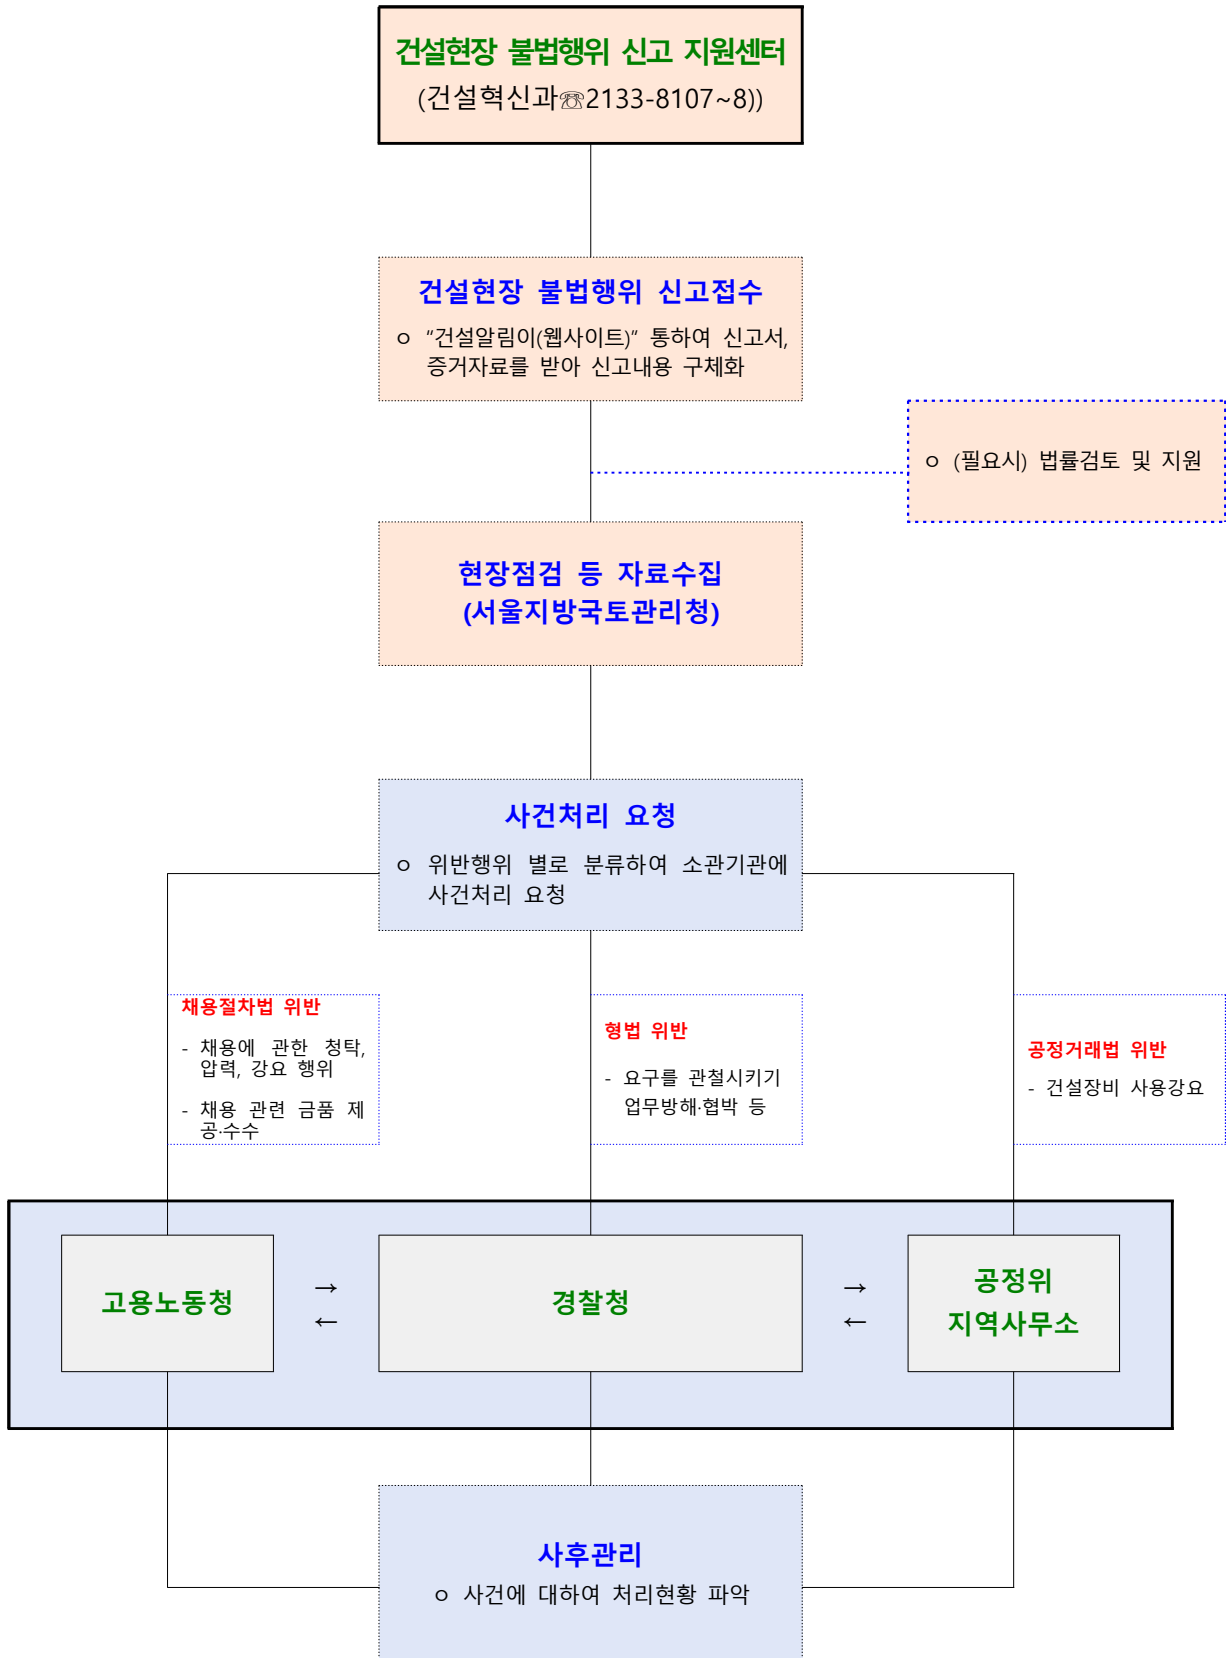 건설현장 불법행위 신고 지원센터
(건설혁신과☏2133-8107~8))
건설현장 불법행위 신고접수
ㅇ “건설알림이(웹사이트)” 통하여 신고서,
증거자료를 받아 신고내용 구체화
ㅇ (필요시) 법률검토 및 지원
현장점검 등 자료수집
(서울지방국토관리청)
사건처리 요청
ㅇ 위반행위 별로 분류하여 소관기관에
사건처리 요청
채용절차법 위반
- 채용에 관한 청탁,
압력, 강요 행위
- 채용 관련 금품 제
공·수수
형법 위반
- 요구를 관철시키기
업무방해·협박 등
공정거래법 위반
- 건설장비 사용강요
고용노동청
→
←
경찰청
→
←
공정위
지역사무소
사후관리
ㅇ 사건에 대하여 처리현황 파악